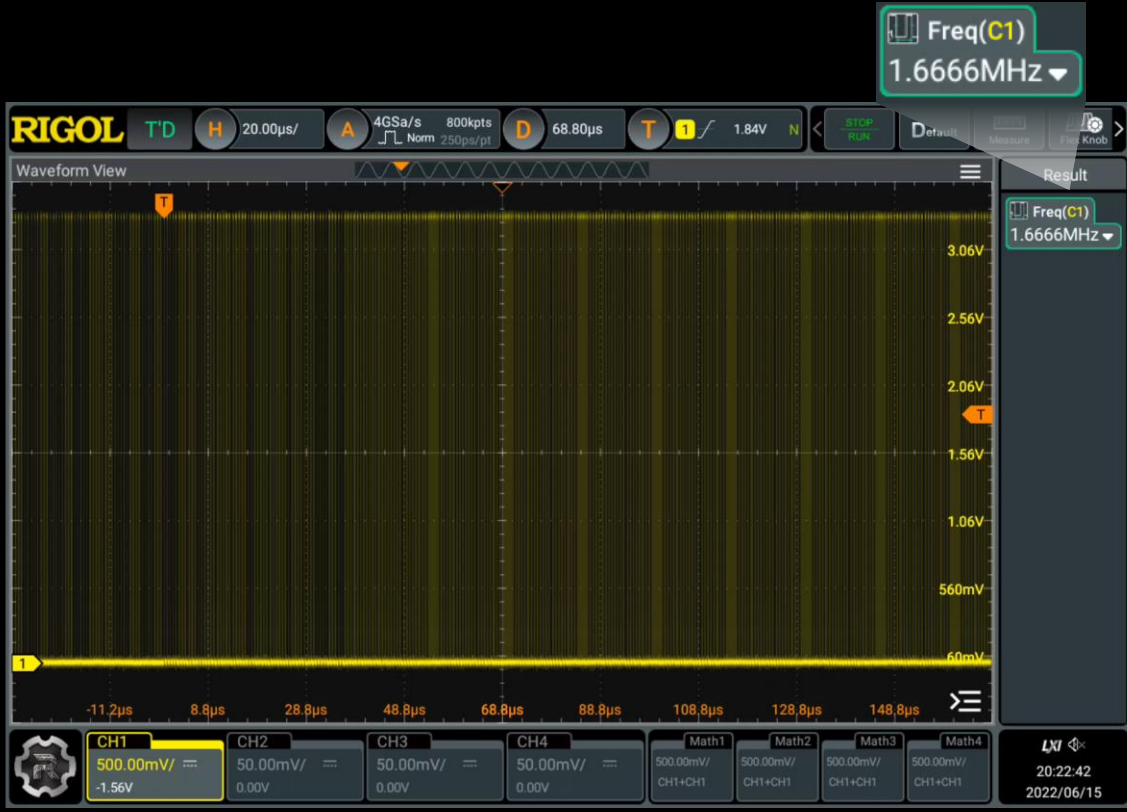 Freq(C1)
1.6666MHz
RIGOL T'D H 20.00µs/ A 4GSa/s 800kpts Norm 250ps/pt D 68.80µs T 1 1.84V N STOP RUN Default Measure Flex Knob
Waveform View
Result
T
Freq(C1)
1.6666MHz
3.06V
2.56V
2.06V
T
1.56V
1.06V
560mV
1
60mV
-11.2µs 8.8µs 28.8µs 48.8µs 68.8µs 88.8µs 108.8µs 128.8µs 148.8µs
CH1 CH2 CH3 CH4 Math1 Math2 Math3 Math4
500.00mV/ 50.00mV/ 50.00mV/ 50.00mV/ 500.00mV/ 500.00mV/ 500.00mV/ 500.00mV/
-1.56V 0.00V 0.00V 0.00V CH1+CH1 CH1+CH1 CH1+CH1 CH1+CH1
LXI
20:22:42
2022/06/15